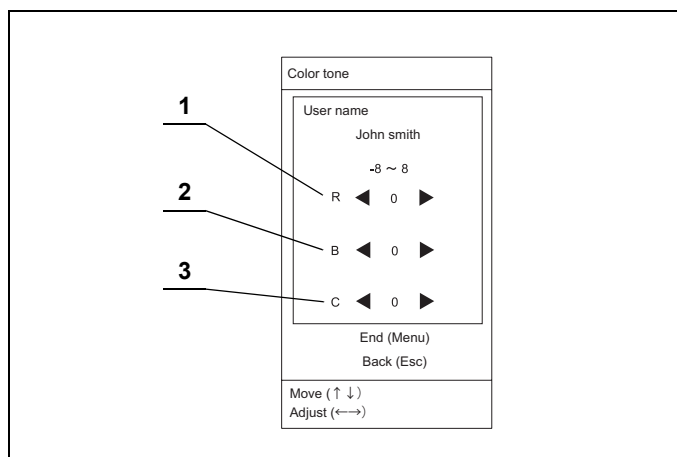 Color tone
User name
John smith
-8 ～ 8
1
R ◀ 0 ▶
2
B ◀ 0 ▶
3
C ◀ 0 ▶
End (Menu)
Back (Esc)
Move (↑↓)
Adjust (←→)